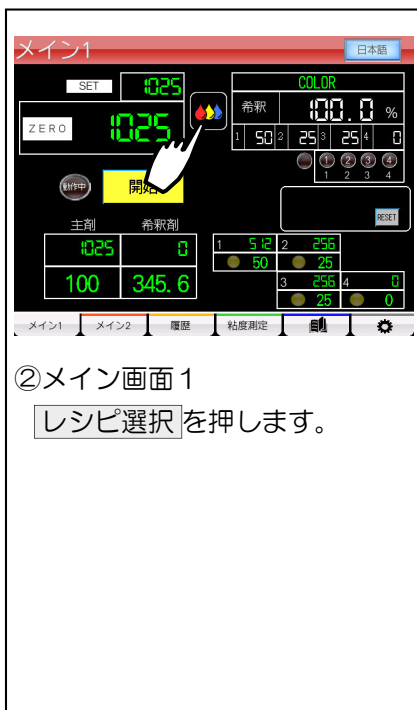 メイン1
日本語
SET
1025
COLOR
希釈
100.0 %
ZERO
1025
1 50 2 25 3 25 4 0
1 2 3 4
1 2 3 4
動作中
開始
RESET
主剤
希釈剤
1025
0
100
345.6
1 512 2 256
50 25
3 256 4 0
25 0
メイン1
メイン2
履歴
粘度測定
②メイン画面1
レシピ選択 を押します。